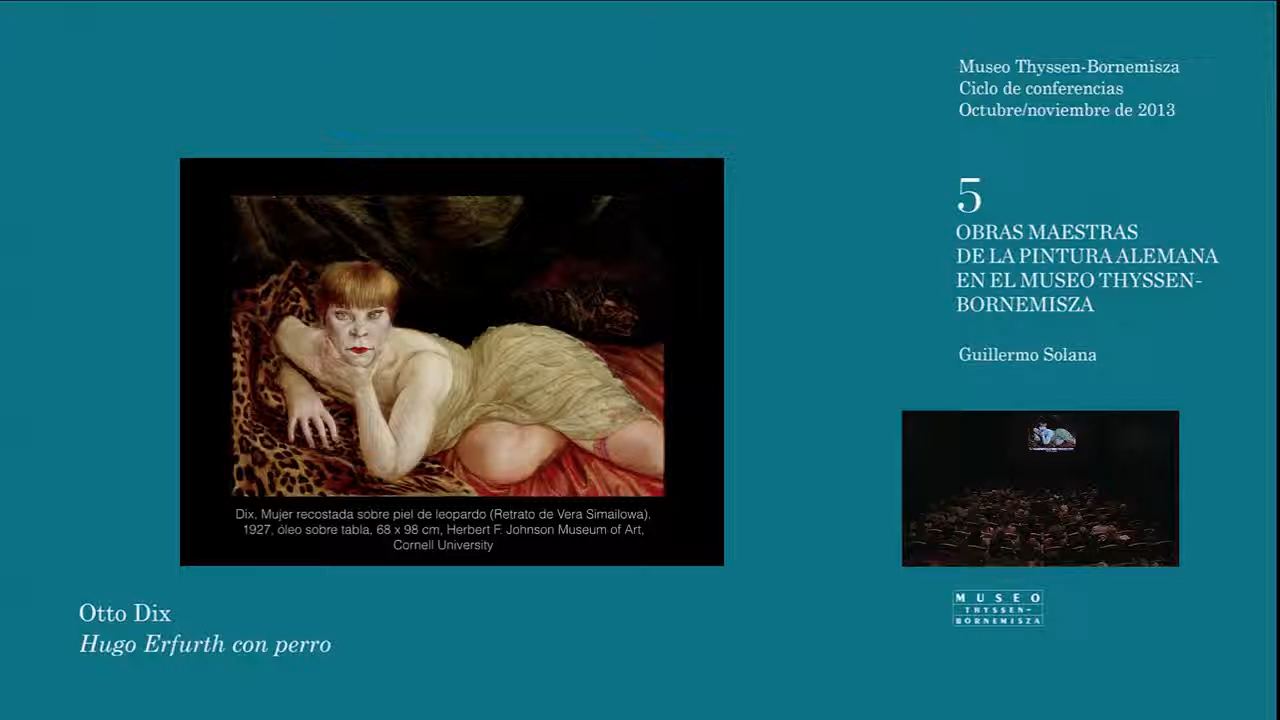 Museo Thyssen-Bornemisza
Ciclo de conferencias
Octubre/noviembre de 2013
5
OBRAS MAESTRAS
DE LA PINTURA ALEMANA
EN EL MUSEO THYSSEN-
BORNEMISZA
Guillermo Solana
Dix, Mujer recostada sobre piel de leopardo (Retrato de Vera Simailowa),
1927, óleo sobre tabla, 68 x 98 cm, Herbert F. Johnson Museum of Art,
Cornell University
Otto Dix
Hugo Erfurth con perro
MUSEO
THYSSEN-
BORNEMISZA